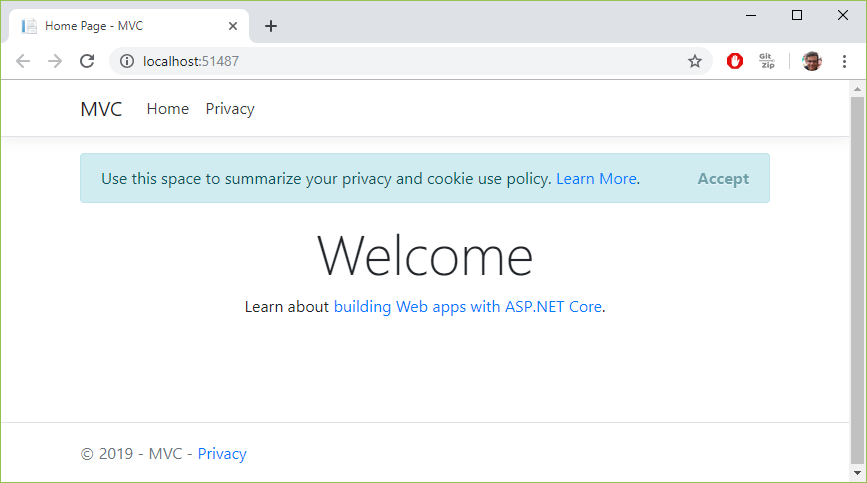 Home Page - MVC
localhost:51487
Git
Zip
MVC Home Privacy
Use this space to summarize your privacy and cookie use policy. Learn More. Accept
Welcome
Learn about building Web apps with ASP.NET Core.
© 2019 - MVC - Privacy